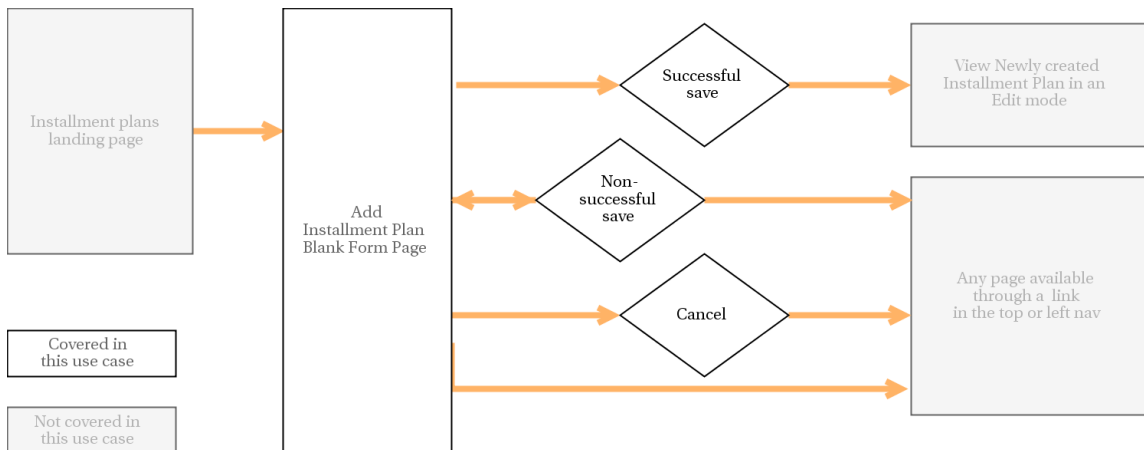 Installment plans
landing page
Add
Installment Plan
Blank Form Page
Successful
save
View Newly created
Installment Plan in an
Edit mode
Non-
successful
save
Cancel
Any page available
through a link
in the top or left nav
Covered in
this use case
Not covered in
this use case